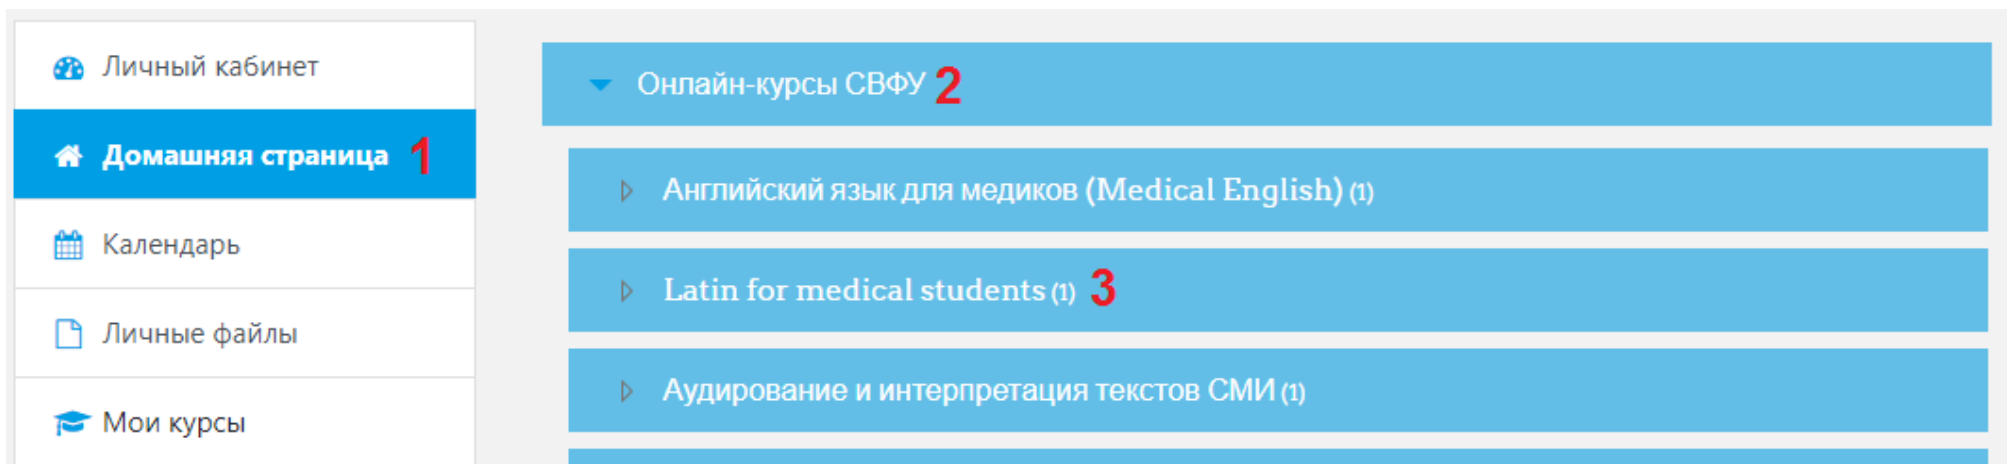 Личный кабинет
Домашняя страница 1
Календарь
Личные файлы
Мои курсы
Онлайн-курсы СВФУ 2
Английский язык для медиков (Medical English) (1)
Latin for medical students (1) 3
Аудирование и интерпретация текстов СМИ (1)